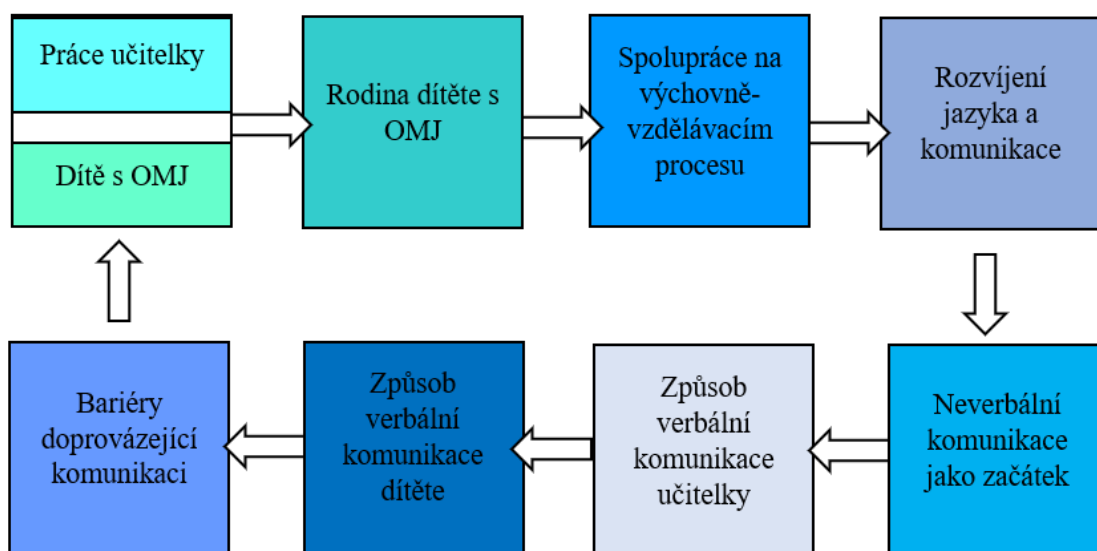 Práce učitelky
Dítě s OMJ
Rodina dítěte s
OMJ
Spolupráce na
výchovně-
vzdělávacím
procesu
Rozvíjení
jazyka a
komunikace
Neverbální
komunikace
jako začátek
Způsob
verbální
komunikace
učitelky
Způsob
verbální
komunikace
dítěte
Bariéry
doprovázející
komunikaci